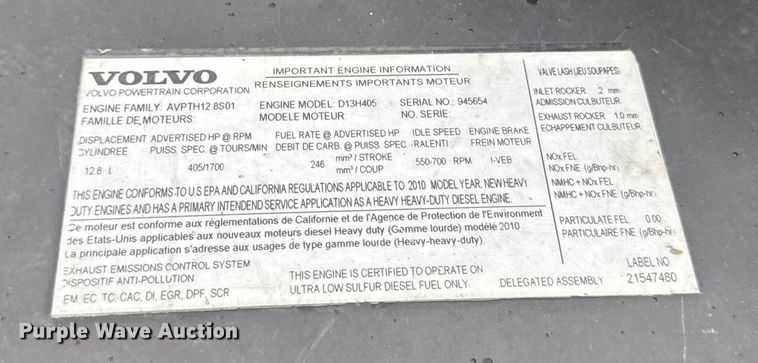 VOLVO
VOLVO POWERTRAIN CORPORATION
IMPORTANT ENGINE INFORMATION
RENSEIGNEMENTS IMPORTANTS MOTEUR
ENGINE FAMILY: AVPTH12.8S01 ENGINE MODEL: D13H405 SERIAL NO.: 945654
FAMILLE DE MOTEURS: MODELE MOTEUR: NO. SERIE:
DISPLACEMENT ADVERTISED HP @ RPM FUEL RATE @ ADVERTISED HP IDLE SPEED ENGINE BRAKE
CYLINDREE PUISS. SPEC. @ TOURS/MIN DEBIT DE CARB. @ PUISS. SPEC. RALENTI FREIN MOTEUR
12.8 L 405/1700 246 mm³ / STROKE 550-700 RPM I-VEB
mm³ / COUP
THIS ENGINE CONFORMS TO U.S EPA AND CALIFORNIA REGULATIONS APPLICABLE TO 2010 MODEL YEAR. NEW HEAVY
DUTY ENGINES AND HAS A PRIMARY INTENDEND SERVICE APPLICATION AS A HEAVY HEAVY-DUTY DIESEL ENGINE.
Ce moteur est conforme aux réglementations de Californie et de l'Agence de Protection de l'Environment
des Etats-Unis applicables aux nouveaux moteurs diesel Heavy duty (Gamme lourde) modèle 2010
La principale application s'adresse aux usages de type gamme lourde (Heavy-heavy-duty).
EXHAUST EMISSIONS CONTROL SYSTEM
DISPOSITIF ANTI-POLLUTION
EM, EC, TC, CAC, DI, EGR, DPF, SCR
THIS ENGINE IS CERTIFIED TO OPERATE ON
ULTRA LOW SULFUR DIESEL FUEL ONLY
DELEGATED ASSEMBLY
VALVE LASH (JEU SOUPAPES)
INLET ROCKER .2 mm
ADMISSION CULBUTEUR
EXHAUST ROCKER 1.0 mm
ECHAPPEMENT CULBUTEUR
NOx FEL
NOx FNE (g/Bhp-hr)
NMHC + NOx FEL
NMHC + NOx FNE (g/Bhp-hr)
PARTICULATE FEL 0.00
PARTICULAIRE FNE (g/Bhp-hr)
LABEL NO.
21547480
Purple Wave Auction